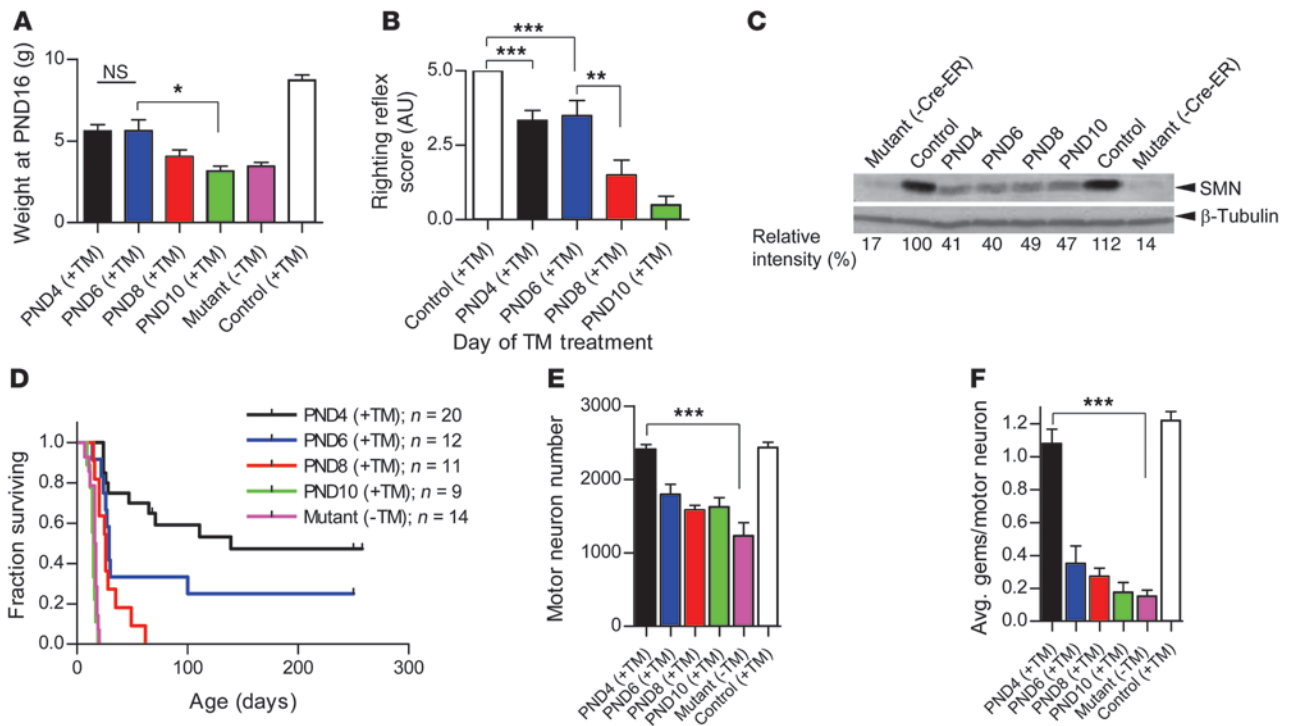 A
Weight at PND16 (g)
10
5
0
NS
*
PND4 (+TM)
PND6 (+TM)
PND8 (+TM)
PND10 (+TM)
Mutant (-TM)
Control (+TM)
B
Righting reflex
score (AU)
5.0
2.5
0.0
***
***
**
Control (+TM)
PND4 (+TM)
PND6 (+TM)
PND8 (+TM)
PND10 (+TM)
Day of TM treatment
C
Mutant (-Cre-ER)
Control
PND4
PND6
PND8
PND10
Control
Mutant (-Cre-ER)
SMN
β-Tubulin
Relative
intensity (%)
17 100 41 40 49 47 112 14
D
Fraction surviving
1.0
0.8
0.6
0.4
0.2
0.0
0 100 200 300
Age (days)
PND4 (+TM); n = 20
PND6 (+TM); n = 12
PND8 (+TM); n = 11
PND10 (+TM); n = 9
Mutant (-TM); n = 14
E
Motor neuron number
3000
2000
1000
0
***
PND4 (+TM)
PND6 (+TM)
PND8 (+TM)
PND10 (+TM)
Mutant (-TM)
Control (+TM)
F
Avg. gems/motor neuron
1.2
0.8
0.4
0.2
0.0
***
PND4 (+TM)
PND6 (+TM)
PND8 (+TM)
PND10 (+TM)
Mutant (-TM)
Control (+TM)